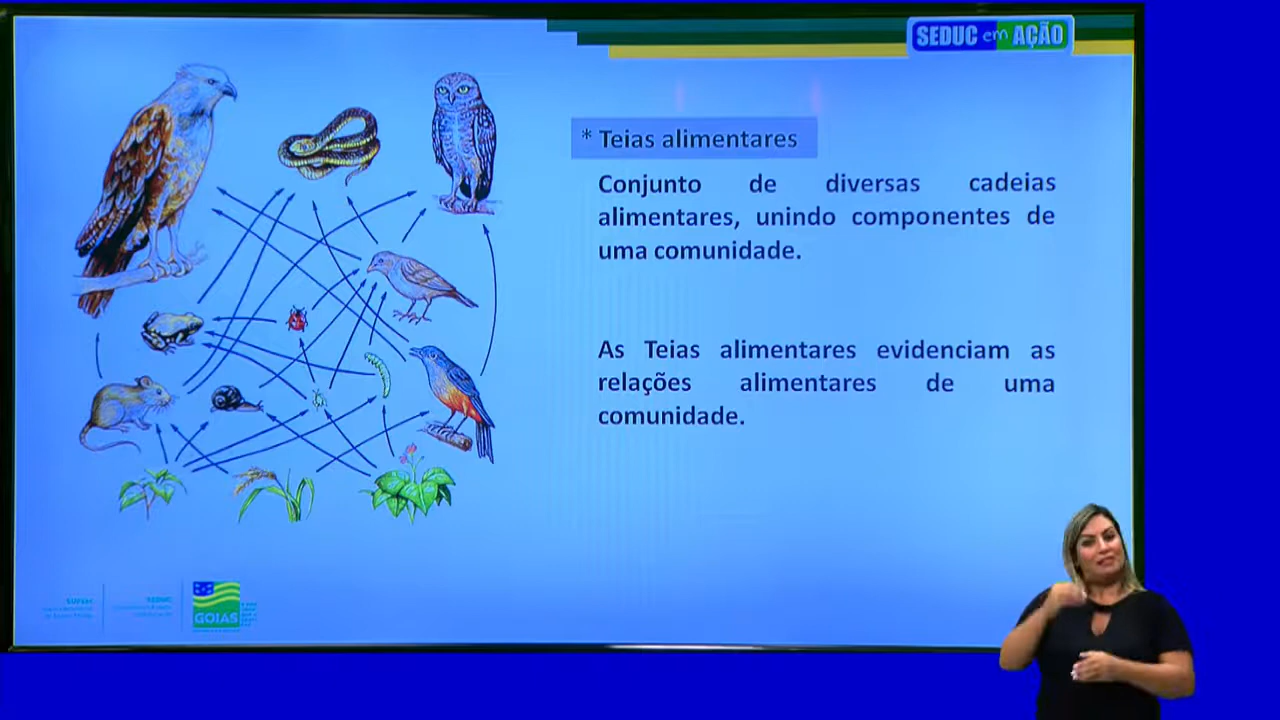 SEDUC em AÇÃO
* Teias alimentares
Conjunto de diversas cadeias
alimentares, unindo componentes de
uma comunidade.
As Teias alimentares evidenciam as
relações alimentares de uma
comunidade.
GOIÁS